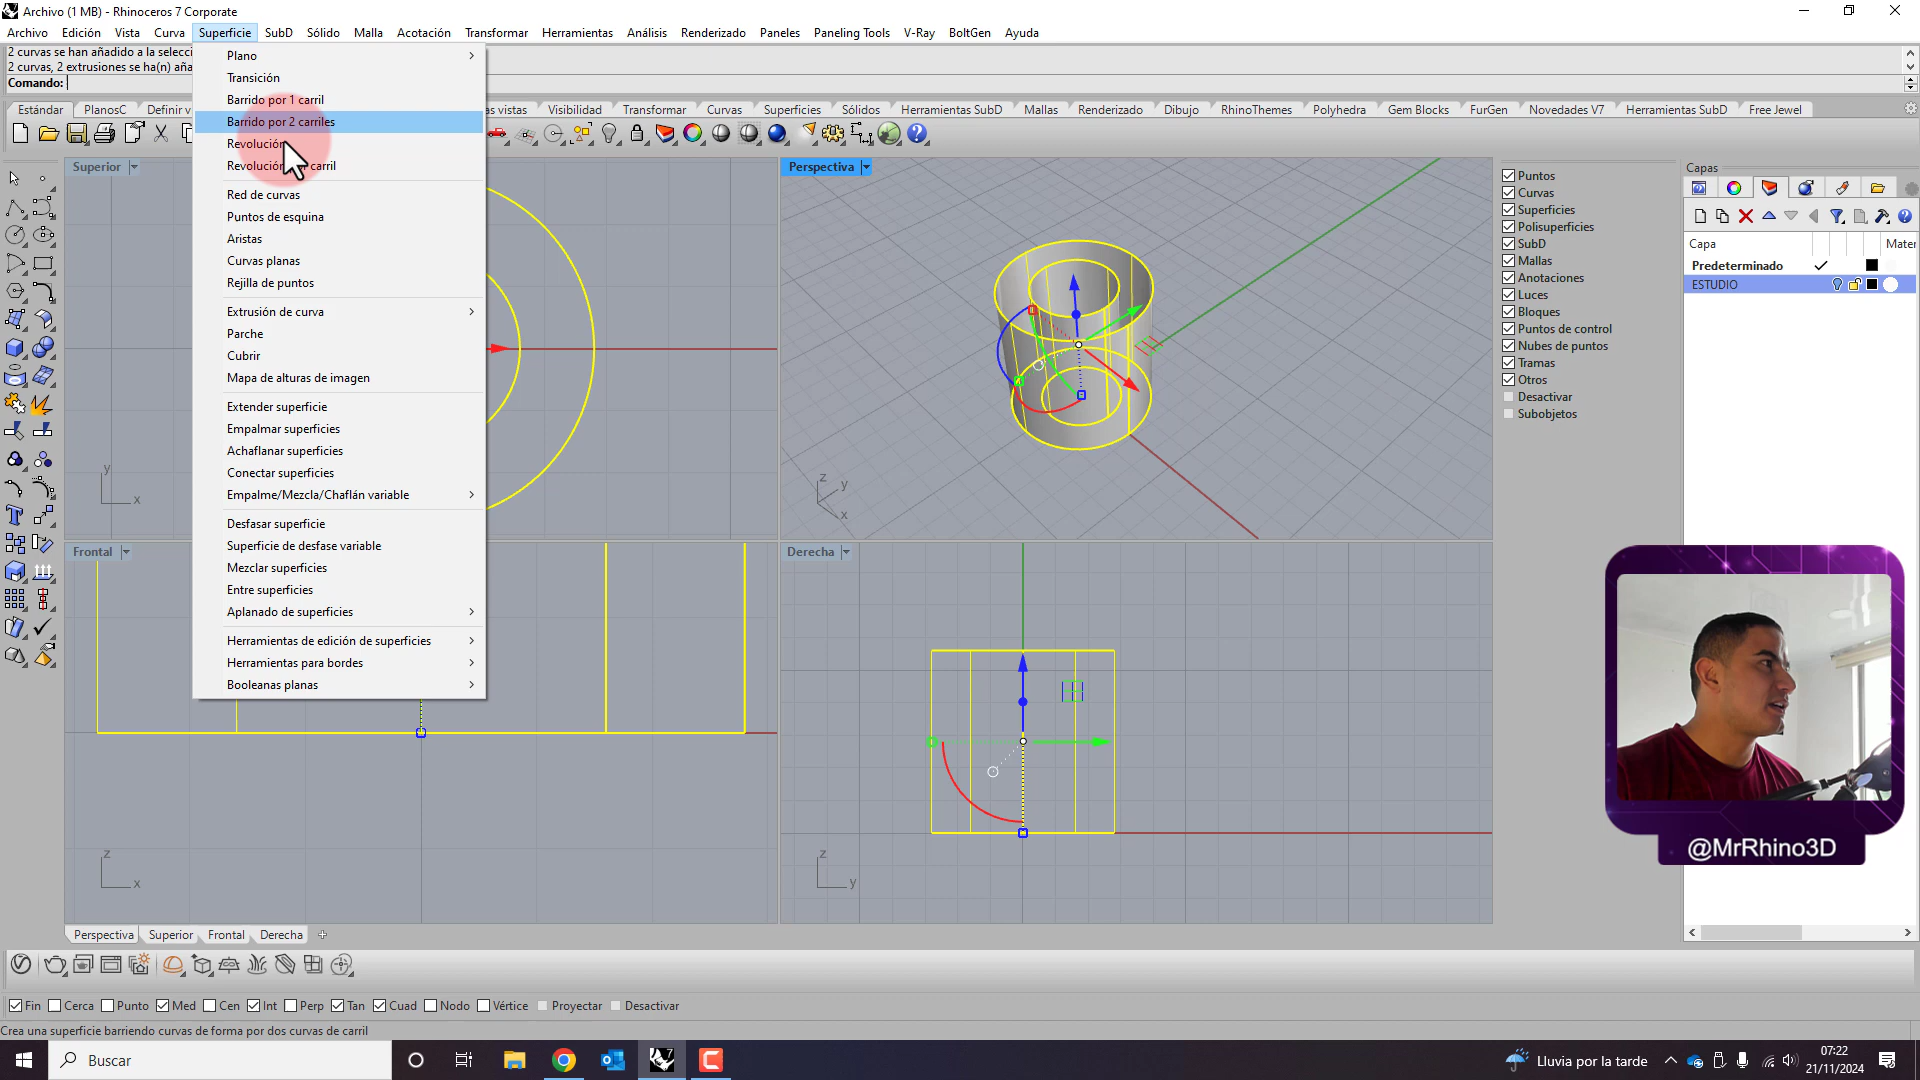 Archivo (1 MB) - Rhinoceros 7 Corporate
Archivo Edición Vista Curva Superficie SubD Sólido Malla Acotación Transformar Herramientas Análisis Renderizado Paneles Paneling Tools V-Ray BoltGen Ayuda
2 curvas se han añadido a la selecci
2 curvas, 2 extrusiones se ha(n) aña
Comando:
Estándar PlanosC Definir v as vistas Visibilidad Transformar Curvas Superficies Sólidos Herramientas SubD Mallas Renderizado Dibujo RhinoThemes Polyhedra Gem Blocks FurGen Novedades V7 Herramientas SubD Free Jewel
Plano
Transición
Barrido por 1 carril
Barrido por 2 carriles
Revolución
Revolución carril
Red de curvas
Puntos de esquina
Aristas
Curvas planas
Rejilla de puntos
Extrusión de curva
Parche
Cubrir
Mapa de alturas de imagen
Extender superficie
Empalmar superficies
Achaflanar superficies
Conectar superficies
Empalme/Mezcla/Chaflán variable
Desfasar superficie
Superficie de desfase variable
Mezclar superficies
Entre superficies
Aplanado de superficies
Herramientas de edición de superficies
Herramientas para bordes
Booleanas planas
Superior
y
x
Perspectiva
z
y
x
Frontal
z
x
Derecha
z
y
Puntos
Curvas
Superficies
Polisuperficies
SubD
Mallas
Anotaciones
Luces
Bloques
Puntos de control
Nubes de puntos
Tramas
Otros
Desactivar
Subobjetos
Capas
Capa Mater
Predeterminado
ESTUDIO
@MrRhino3D
Perspectiva Superior Frontal Derecha
Fin Cerca Punto Med Cen Int Perp Tan Cuad Nodo Vértice Proyectar Desactivar
Crea una superficie barriendo curvas de forma por dos curvas de carril
Buscar
Lluvia por la tarde
07:22
21/11/2024